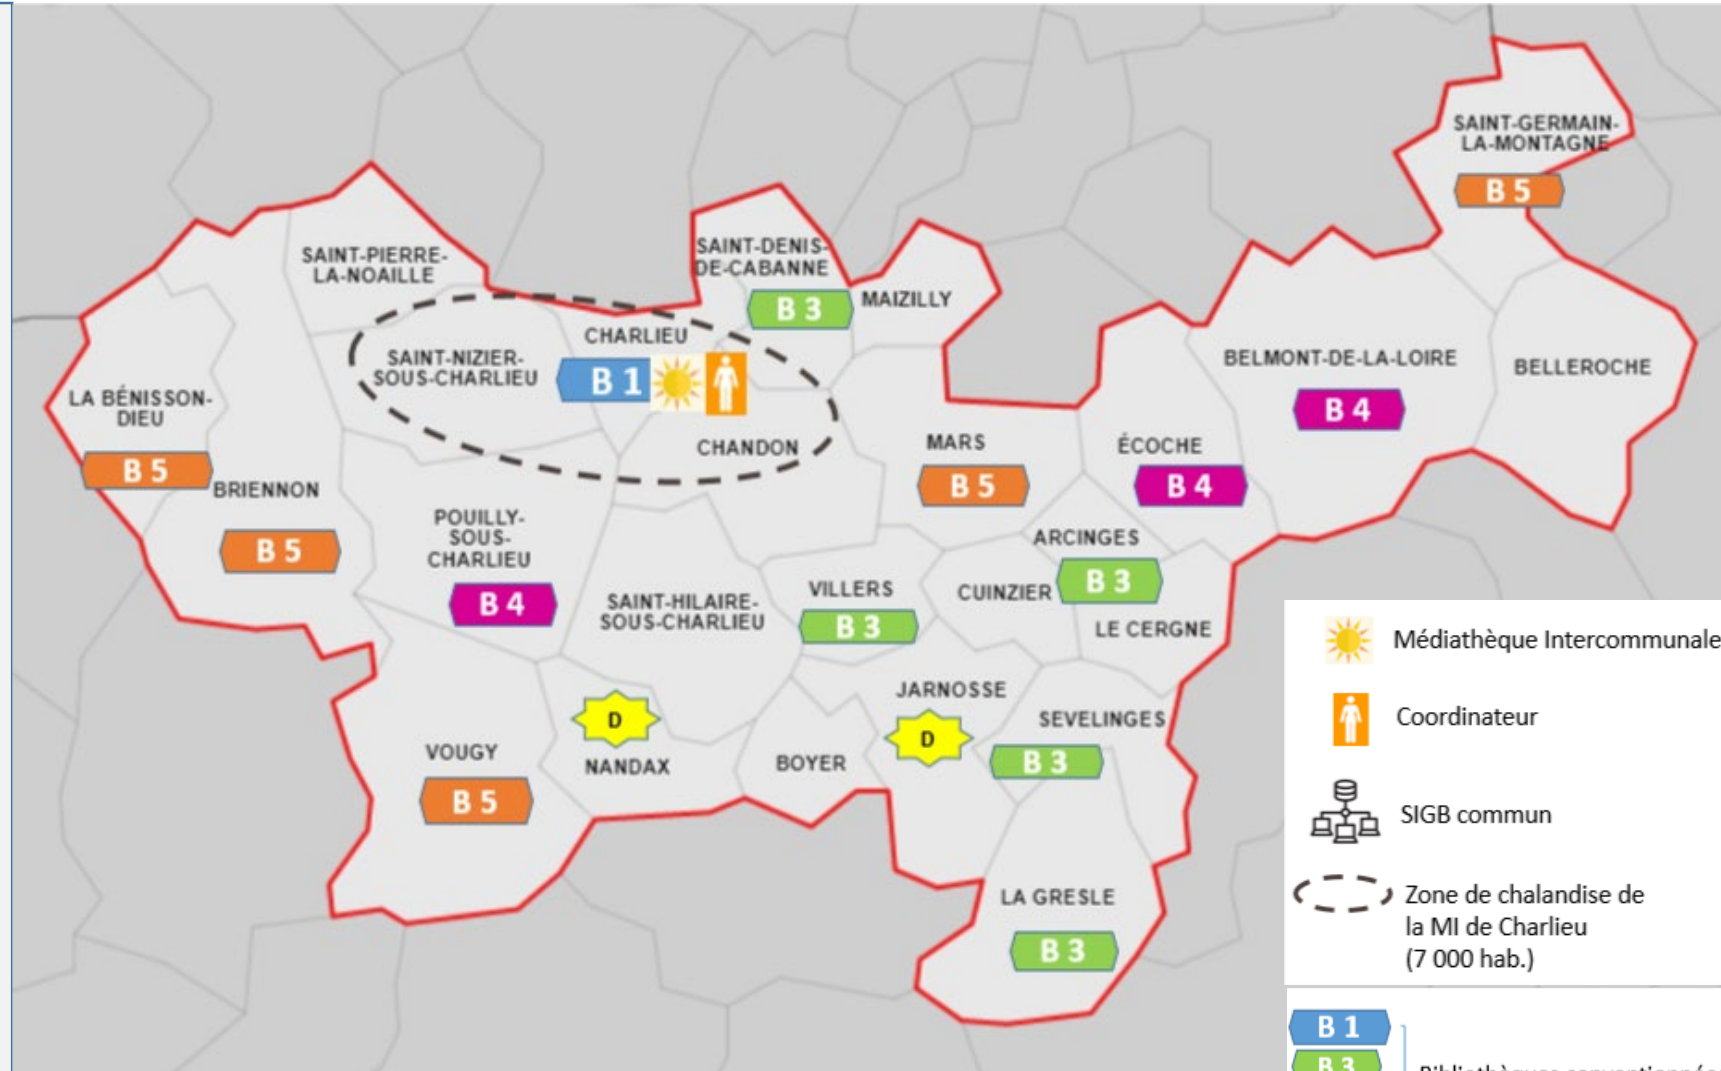 SAINT-GERMAIN-
LA-MONTAGNE
B 5
SAINT-PIERRE-
LA-NOAILLE
SAINT-DENIS-
DE-CABANNE
B 3
MAIZILLY
CHARLIEU
B 1
SAINT-NIZIER-
SOUS-CHARLIEU
CHANDON
BELMONT-DE-LA-LOIRE
B 4
BELLEROCHE
LA BÉNISSON-
DIEU
B 5
BRIENNON
B 5
MARS
B 5
ÉCOCHE
B 4
POUILLY-
SOUS-
CHARLIEU
B 4
ARCINGES
B 3
CUINZIER
VILLERS
B 3
SAINT-HILAIRE-
SOUS-CHARLIEU
LE CERGNE
JARNOSSE
D
SEVELINGES
B 3
D
NANDAX
BOYER
VOUGY
B 5
LA GRESLE
B 3
Médiathèque Intercommunale
Coordinateur
SIGB commun
Zone de chalandise de
la MI de Charlieu
(7 000 hab.)
B 1
B 3
Bibliothèques conventionnées